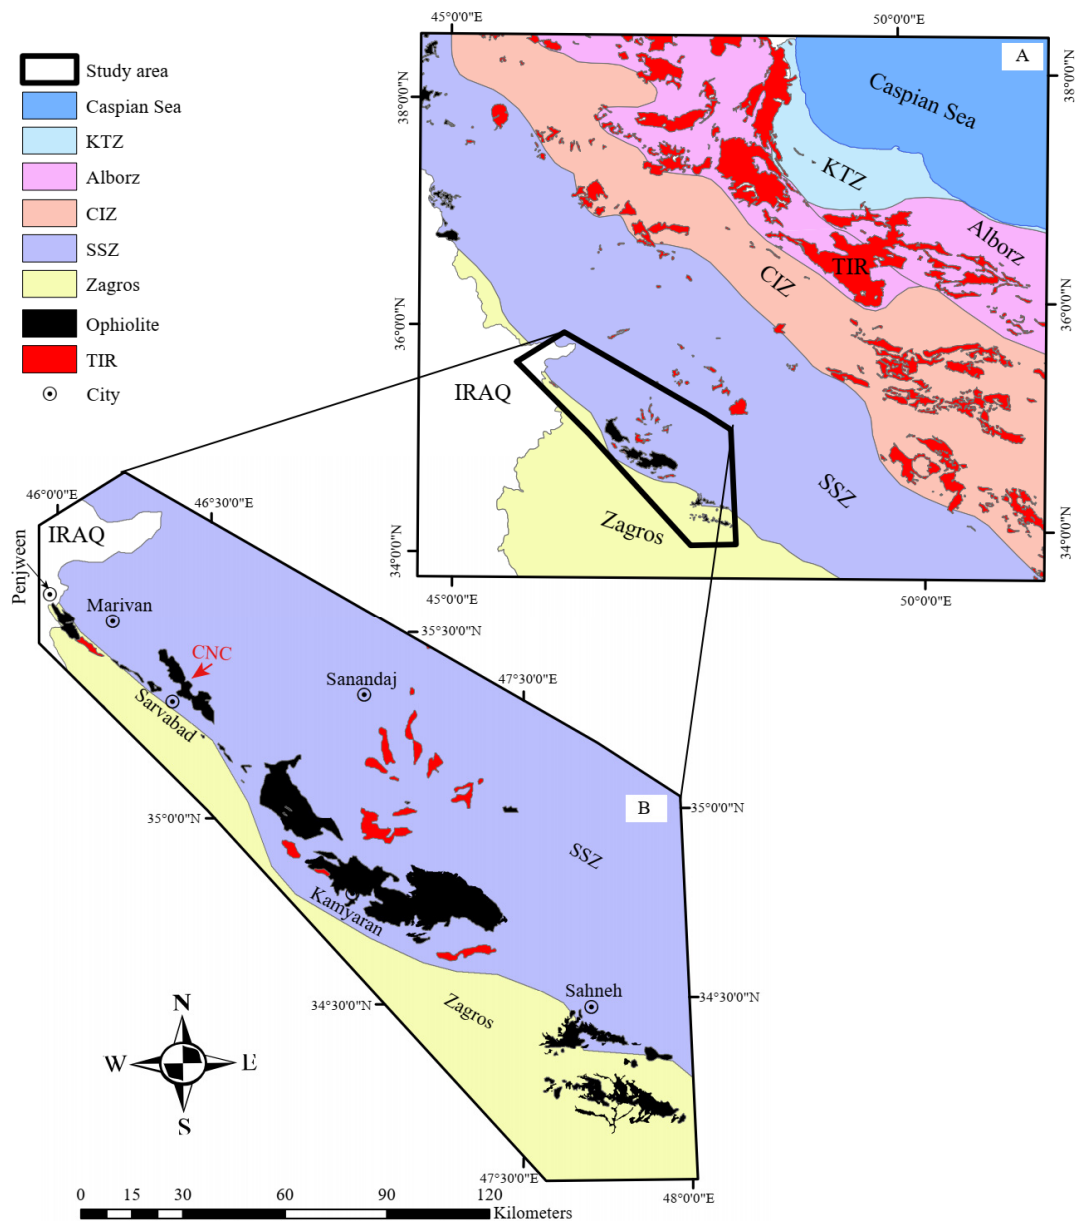 Study area
Caspian Sea
KTZ
Alborz
CIZ
SSZ
Zagros
Ophiolite
TIR
City
45°0'0"E
50°0'0"E
A
38°0'0"N
38°0'0"N
Caspian Sea
KTZ
Alborz
TIR
CIZ
36°0'0"N
36°0'0"N
IRAQ
SSZ
Zagros
34°0'0"N
34°0'0"N
45°0'0"E
50°0'0"E
46°0'0"E
46°30'0"E
IRAQ
Penjween
Marivan
35°30'0"N
CNC
Sanandaj
47°30'0"E
Sarvabad
B
35°0'0"N
35°0'0"N
SSZ
Kamyaran
Sahneh
34°30'0"N
34°30'0"N
Zagros
N
W
E
S
47°30'0"E
48°0'0"E
0 15 30 60 90 120
Kilometers